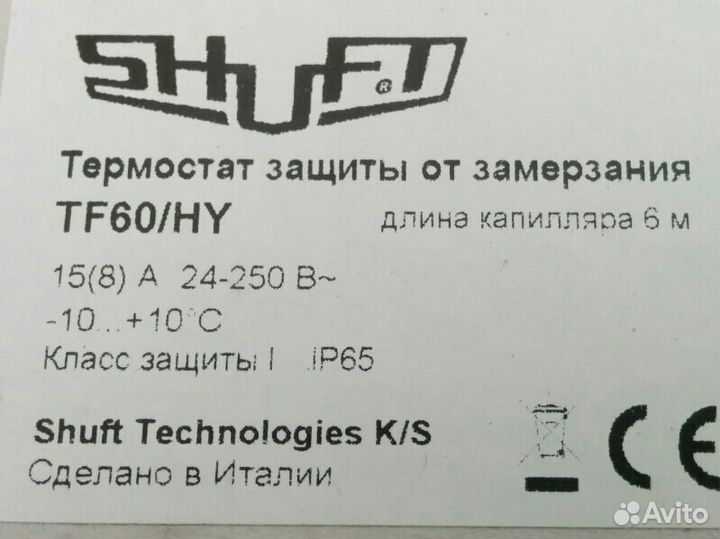 SHUFT®
Термостат защиты от замерзания
TF60/HY длина капилляра 6 м
15(8) А 24-250 В~
-10...+10°С
Класс защиты I IP65
Shuft Technologies K/S
Сделано в Италии
CE
Avito